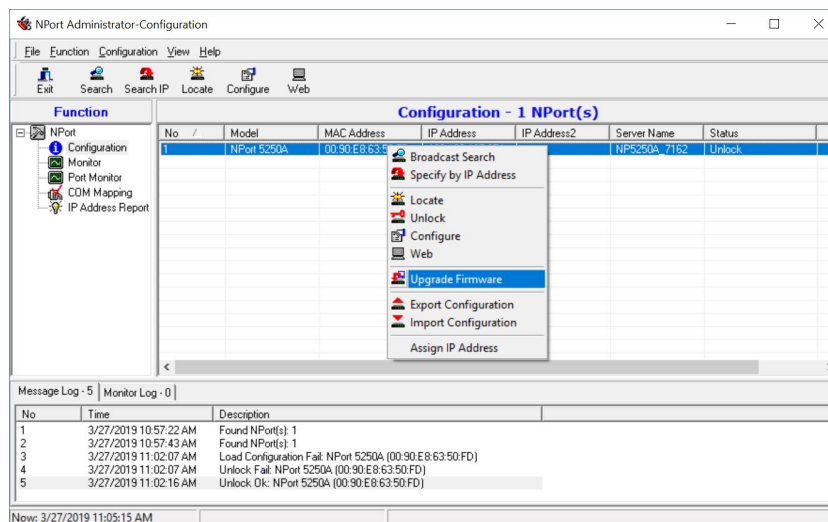 NPort Administrator-Configuration
File Function Configuration View Help
Exit Search Search IP Locate Configure Web
Function
Configuration - 1 NPort(s)
NPort
Configuration
Monitor
Port Monitor
COM Mapping
IP Address Report
No Model MAC Address IP Address IP Address2 Server Name Status
1 NPort 5250A 00:90:E8:63:5 NP5250A_7162 Unlock
Broadcast Search
Specify by IP Address
Locate
Unlock
Configure
Web
Upgrade Firmware
Export Configuration
Import Configuration
Assign IP Address
Message Log - 5 Monitor Log - 0
No Time Description
1 3/27/2019 10:57:22 AM Found NPort(s): 1
2 3/27/2019 10:57:43 AM Found NPort(s): 1
3 3/27/2019 11:02:07 AM Load Configuration Fail: NPort 5250A (00:90:E8:63:50:FD)
4 3/27/2019 11:02:07 AM Unlock Fail: NPort 5250A (00:90:E8:63:50:FD)
5 3/27/2019 11:02:16 AM Unlock Ok: NPort 5250A (00:90:E8:63:50:FD)
Now: 3/27/2019 11:05:15 AM